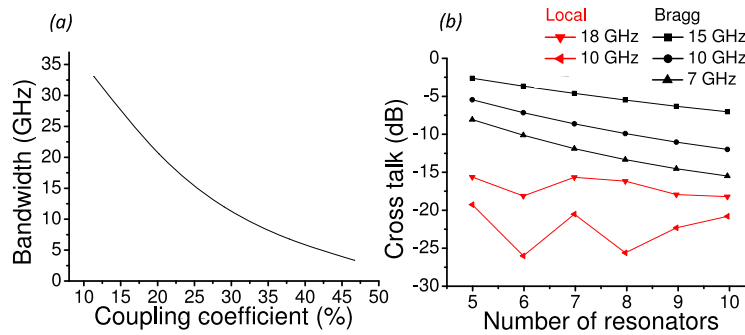 (a)
Bandwidth (GHz)
35
30
25
20
15
10
5
0
10 15 20 25 30 35 40 45 50
Coupling coefficient (%)
(b)
Local Bragg
18 GHz 15 GHz
10 GHz 10 GHz
7 GHz
Cross talk (dB)
0
-5
-10
-15
-20
-25
-30
5 6 7 8 9 10
Number of resonators